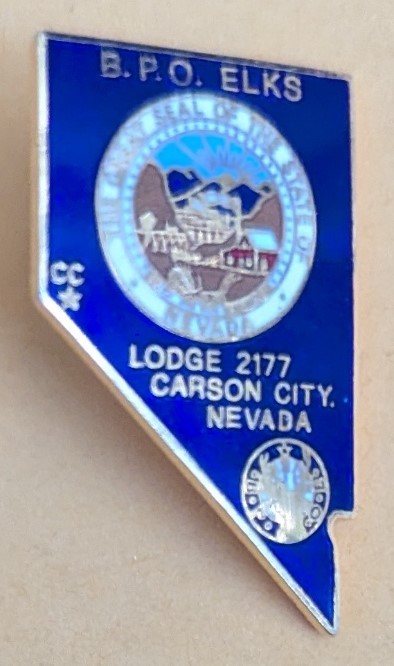 B.P.O. ELKS
THE GREAT SEAL OF THE STATE OF
NEVADA
CC
LODGE 2177
CARSON CITY.
NEVADA